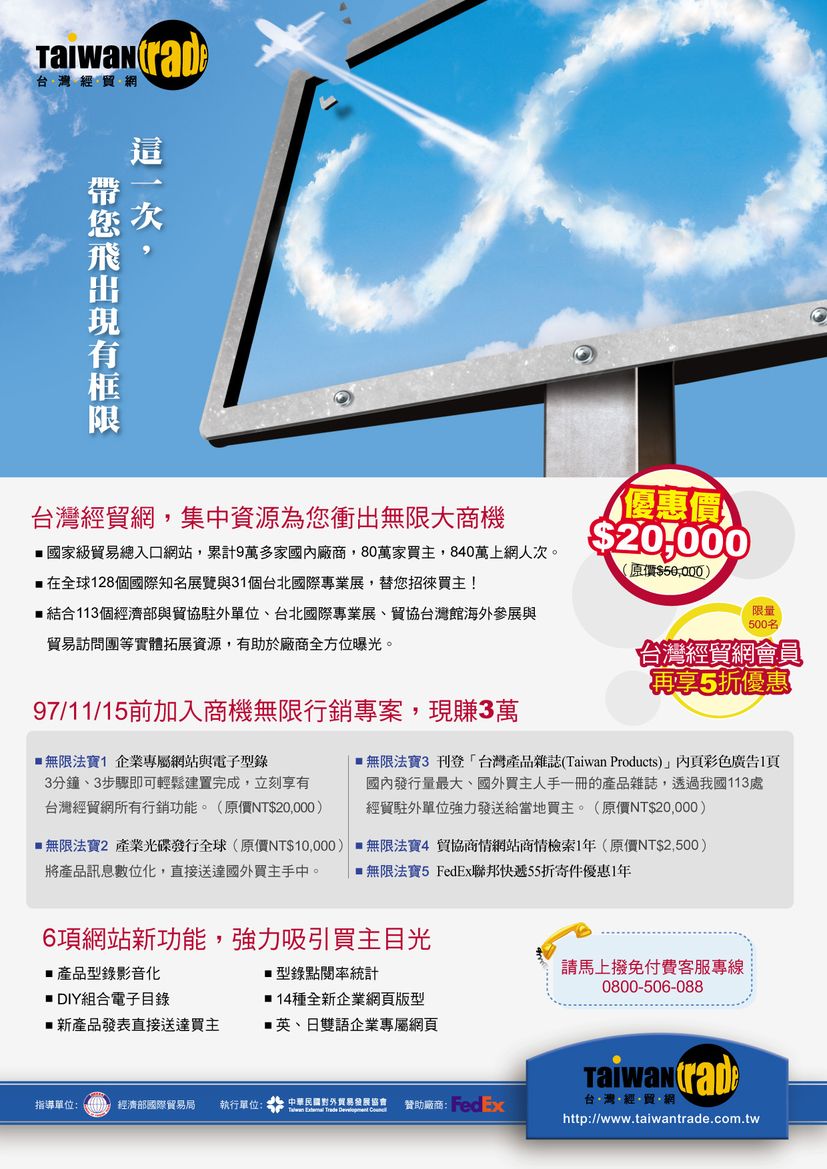 Taiwantrade
台·灣·經·貿·網
這一次，
帶您飛出現有框限
台灣經貿網，集中資源為您衝出無限大商機
■ 國家級貿易總入口網站，累計9萬多家國內廠商，80萬家買主，840萬上網人次。
■ 在全球128個國際知名展覽與31個台北國際專業展，替您招徠買主！
■ 結合113個經濟部與貿協駐外單位、台北國際專業展、貿協台灣館海外參展與
貿易訪問團等實體拓展資源，有助於廠商全方位曝光。
優惠價
$20,000
（原價$50,000）
限量
500名
台灣經貿網會員
再享5折優惠
97/11/15前加入商機無限行銷專案，現賺3萬
■ 無限法寶1 企業專屬網站與電子型錄
3分鐘、3步驟即可輕鬆建置完成，立刻享有
台灣經貿網所有行銷功能。（原價NT$20,000）
■ 無限法寶2 產業光碟發行全球（原價NT$10,000）
將產品訊息數位化，直接送達國外買主手中。
■ 無限法寶3 刊登「台灣產品雜誌(Taiwan Products)」內頁彩色廣告1頁
國內發行量最大、國外買主人手一冊的產品雜誌，透過我國113處
經貿駐外單位強力發送給當地買主。（原價NT$20,000）
■ 無限法寶4 貿協商情網站商情檢索1年（原價NT$2,500）
■ 無限法寶5 FedEx聯邦快遞55折寄件優惠1年
6項網站新功能，強力吸引買主目光
■ 產品型錄影音化
■ DIY組合電子目錄
■ 新產品發表直接送達買主
■ 型錄點閱率統計
■ 14種全新企業網頁版型
■ 英、日雙語企業專屬網頁
請馬上撥免付費客服專線
0800-506-088
指導單位： 經濟部國際貿易局
執行單位： 中華民國對外貿易發展協會
Taiwan External Trade Development Council
贊助廠商：FedEx
Taiwantrade
台·灣·經·貿·網
http://www.taiwantrade.com.tw